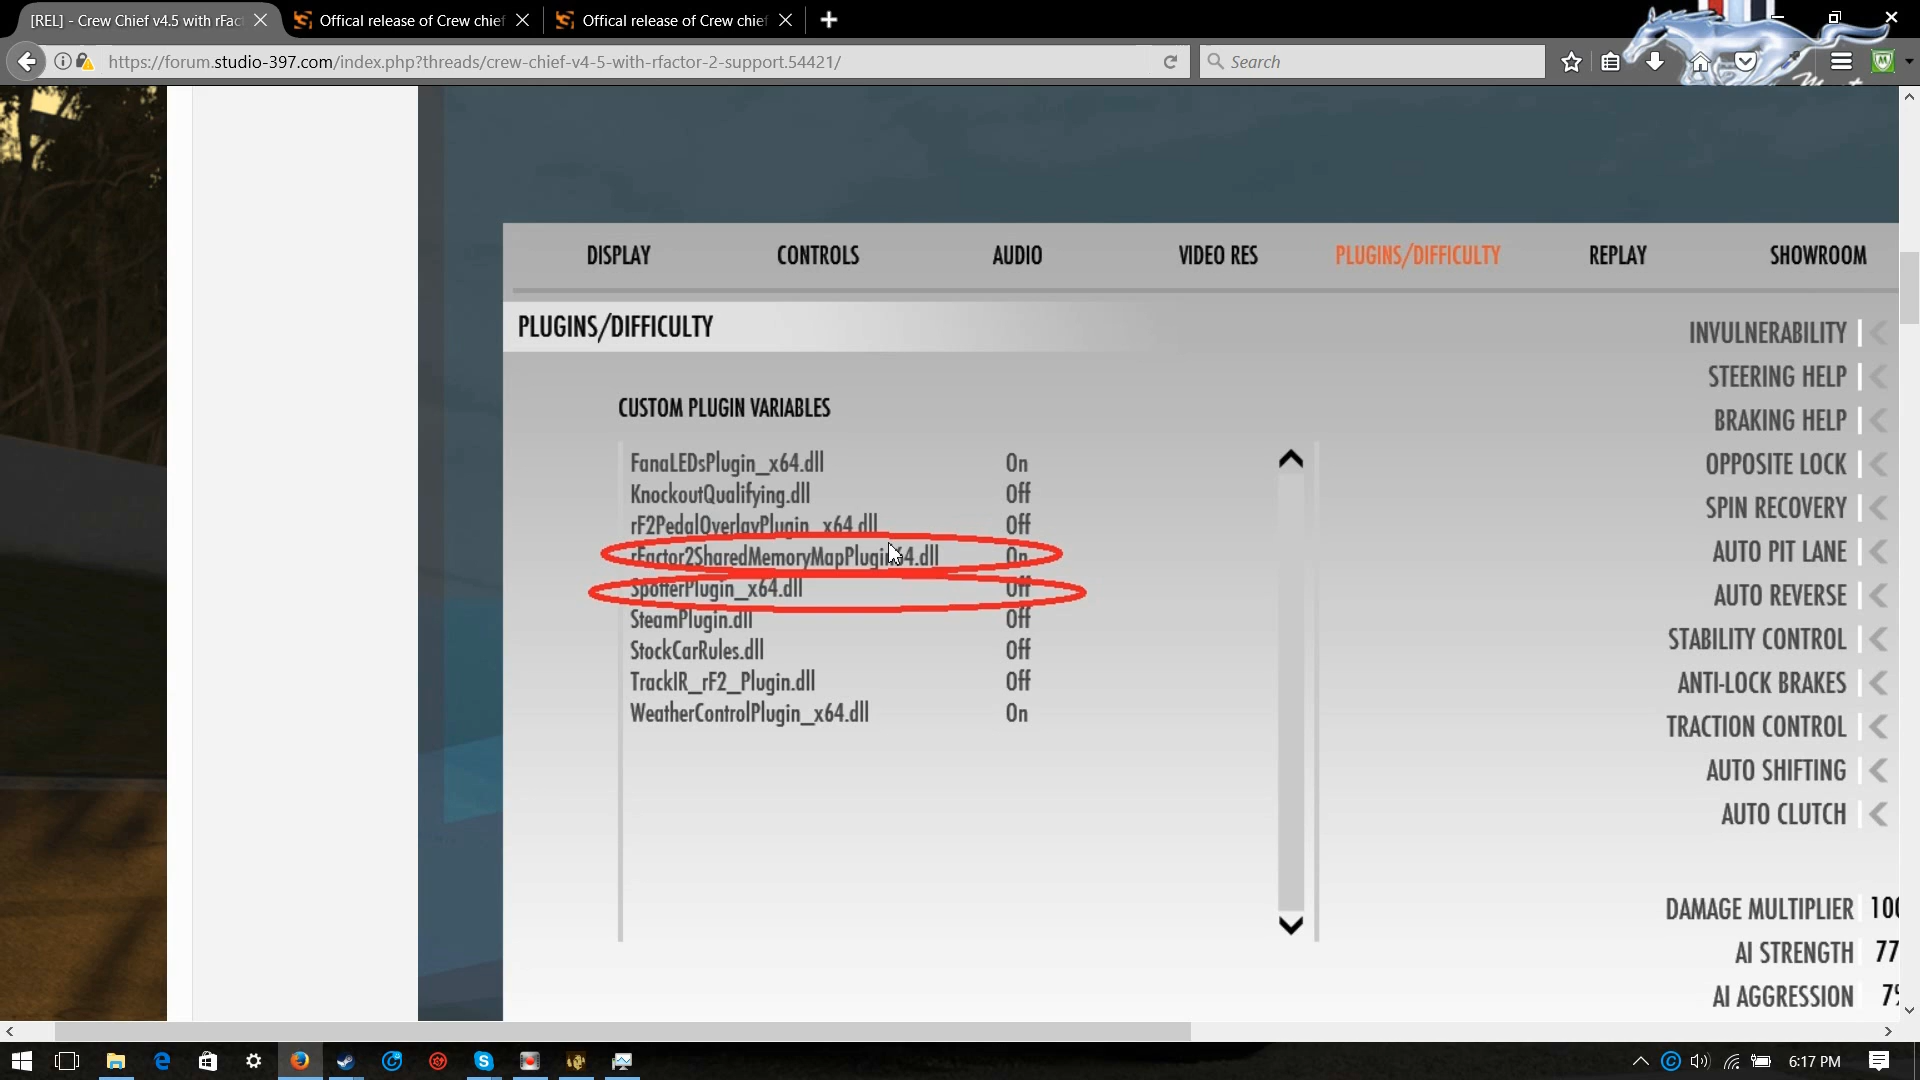 [REL] - Crew Chief v4.5 with rFac
Offical release of Crew chief
Offical release of Crew chief
https://forum.studio-397.com/index.php?threads/crew-chief-v4-5-with-rfactor-2-support.54421/
Search
DISPLAY
CONTROLS
AUDIO
VIDEO RES
PLUGINS/DIFFICULTY
REPLAY
SHOWROOM
PLUGINS/DIFFICULTY
CUSTOM PLUGIN VARIABLES
FanaLEDsPlugin_x64.dll On
KnockoutQualifying.dll Off
rF2PedalOverlayPlugin_x64.dll Off
rFactor2SharedMemoryMapPlugin64.dll On
SpotterPlugin_x64.dll Off
SteamPlugin.dll Off
StockCarRules.dll Off
TrackIR_rF2_Plugin.dll Off
WeatherControlPlugin_x64.dll On
INVULNERABILITY
STEERING HELP
BRAKING HELP
OPPOSITE LOCK
SPIN RECOVERY
AUTO PIT LANE
AUTO REVERSE
STABILITY CONTROL
ANTI-LOCK BRAKES
TRACTION CONTROL
AUTO SHIFTING
AUTO CLUTCH
DAMAGE MULTIPLIER 100
AI STRENGTH 77
AI AGGRESSION
6:17 PM